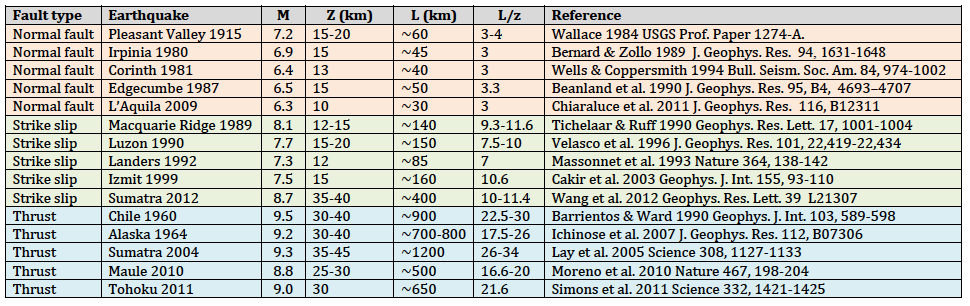 Fault type Earthquake M Z (km) L (km) L/z Reference
Normal fault Pleasant Valley 1915 7.2 15-20 ~60 3-4 Wallace 1984 USGS Prof. Paper 1274-A.
Normal fault Irpinia 1980 6.9 15 ~45 3 Bernard & Zollo 1989 J. Geophys. Res. 94, 1631-1648
Normal fault Corinth 1981 6.4 13 ~40 3 Wells & Coppersmith 1994 Bull. Seism. Soc. Am. 84, 974-1002
Normal fault Edgecumbe 1987 6.5 15 ~50 3.3 Beanland et al. 1990 J. Geophys. Res. 95, B4, 4693–4707
Normal fault L'Aquila 2009 6.3 10 ~30 3 Chiaraluce et al. 2011 J. Geophys. Res. 116, B12311
Strike slip Macquarie Ridge 1989 8.1 12-15 ~140 9.3-11.6 Tichelaar & Ruff 1990 Geophys. Res. Lett. 17, 1001-1004
Strike slip Luzon 1990 7.7 15-20 ~150 7.5-10 Velasco et al. 1996 J. Geophys. Res. 101, 22,419-22,434
Strike slip Landers 1992 7.3 12 ~85 7 Massonnet et al. 1993 Nature 364, 138-142
Strike slip Izmit 1999 7.5 15 ~160 10.6 Cakir et al. 2003 Geophys. J. Int. 155, 93-110
Strike slip Sumatra 2012 8.7 35-40 ~400 10-11.4 Wang et al. 2012 Geophys. Res. Lett. 39 L21307
Thrust Chile 1960 9.5 30-40 ~900 22.5-30 Barrientos & Ward 1990 Geophys. J. Int. 103, 589-598
Thrust Alaska 1964 9.2 30-40 ~700-800 17.5-26 Ichinose et al. 2007 J. Geophys. Res. 112, B07306
Thrust Sumatra 2004 9.3 35-45 ~1200 26-34 Lay et al. 2005 Science 308, 1127-1133
Thrust Maule 2010 8.8 25-30 ~500 16.6-20 Moreno et al. 2010 Nature 467, 198-204
Thrust Tohoku 2011 9.0 30 ~650 21.6 Simons et al. 2011 Science 332, 1421-1425